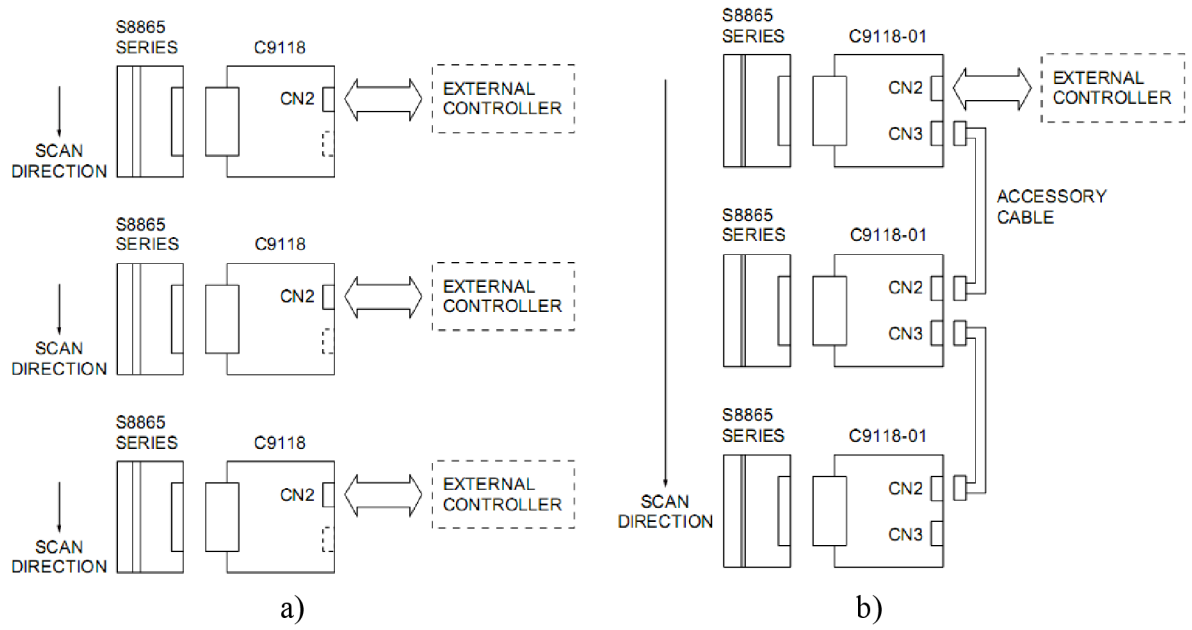 S8865
SERIES
C9118
CN2
EXTERNAL
CONTROLLER
SCAN
DIRECTION
S8865
SERIES
C9118
CN2
EXTERNAL
CONTROLLER
SCAN
DIRECTION
S8865
SERIES
C9118
CN2
EXTERNAL
CONTROLLER
SCAN
DIRECTION
a)
S8865
SERIES
C9118-01
CN2
EXTERNAL
CONTROLLER
CN3
ACCESSORY
CABLE
S8865
SERIES
C9118-01
CN2
CN3
S8865
SERIES
C9118-01
CN2
CN3
SCAN
DIRECTION
b)